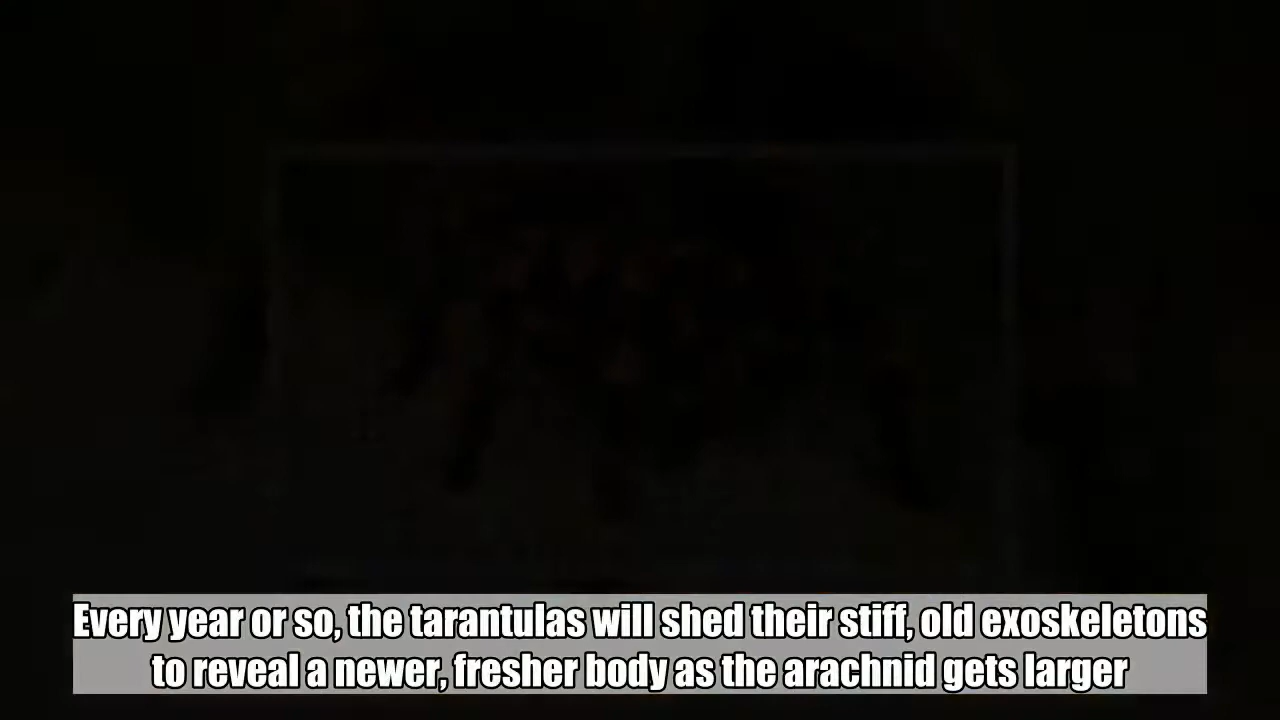 Every year or so, the tarantulas will shed their stiff, old exoskeletons
to reveal a newer, fresher body as the arachnid gets larger